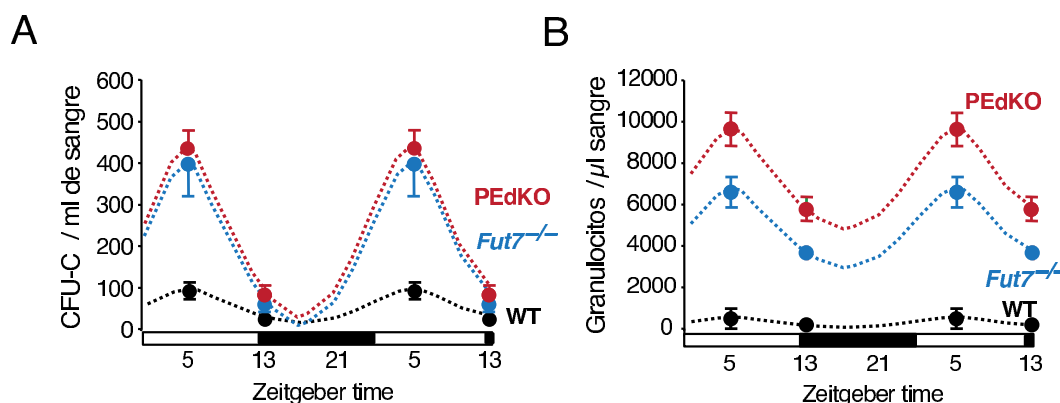 A
CFU-C / ml de sangre
600
500
400
300
200
100
0
PEdKO
Fut7−/−
WT
5 13 21 5 13
Zeitgeber time
B
Granulocitos /µl sangre
12000
10000
8000
6000
4000
2000
0
PEdKO
Fut7−/−
WT
5 13 21 5 13
Zeitgeber time